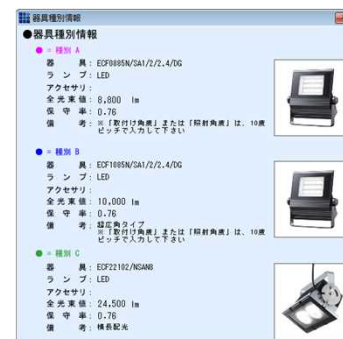 器具種別情報
●器具種別情報
● = 種別 A
器 具: ECF0885N/SA1/2/2.4/DG
ランプ: LED
アクセサリ:
全光束値: 8,800 lm
保守率: 0.76
備 考: ※「取付け角度」または「照射角度」は、10度
ピッチで入力して下さい
● = 種別 B
器 具: ECF1085N/SA1/2/2.4/DG
ランプ: LED
アクセサリ:
全光束値: 10,000 lm
保守率: 0.76
備 考: 超広角タイプ
※「取付け角度」または「照射角度」は、10度
ピッチで入力して下さい
● = 種別 C
器 具: ECF22102/NSAN8
ランプ: LED
アクセサリ:
全光束値: 24,500 lm
保守率: 0.76
備 考: 横長配光